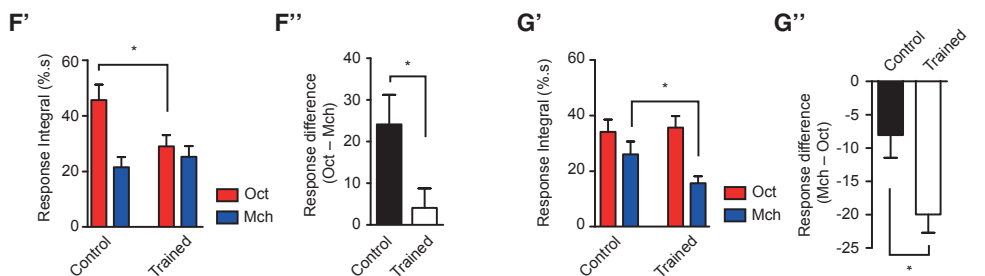 F’
Response Integral (%.s)
60
40
20
0
*
Control
Trained
Oct
Mch
F’’
Response difference
(Oct – Mch)
40
30
20
10
0
*
Control
Trained
G’
Response Integral (%.s)
60
40
20
0
*
Control
Trained
Oct
Mch
G’’
Control
Trained
Response difference
(Mch – Oct)
0
-5
-10
-15
-20
-25
*